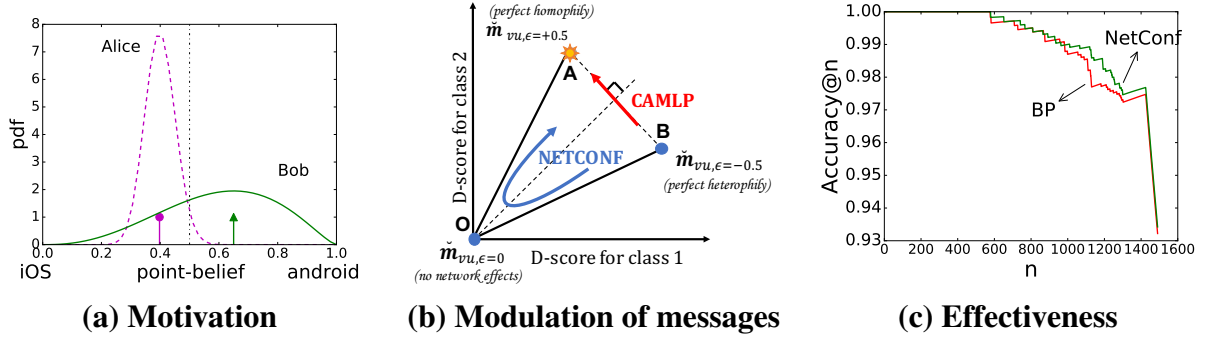 8
7
6
5
4
3
2
1
0
pdf
Alice
Bob
0.0 0.2 0.4 0.6 0.8 1.0
iOS point-belief android
(a) Motivation
(perfect homophily)
m̌ vu,ϵ=+0.5
A
CAMLP
B
NETCONF
m̌ vu,ϵ=−0.5
(perfect heterophily)
O
m̌ vu,ϵ=0
(no network effects)
D-score for class 2
D-score for class 1
(b) Modulation of messages
1.00
0.99
0.98
0.97
0.96
0.95
0.94
0.93
Accuracy@n
NetConf
BP
0 200 400 600 800 1000 1200 1400 1600
n
(c) Effectiveness